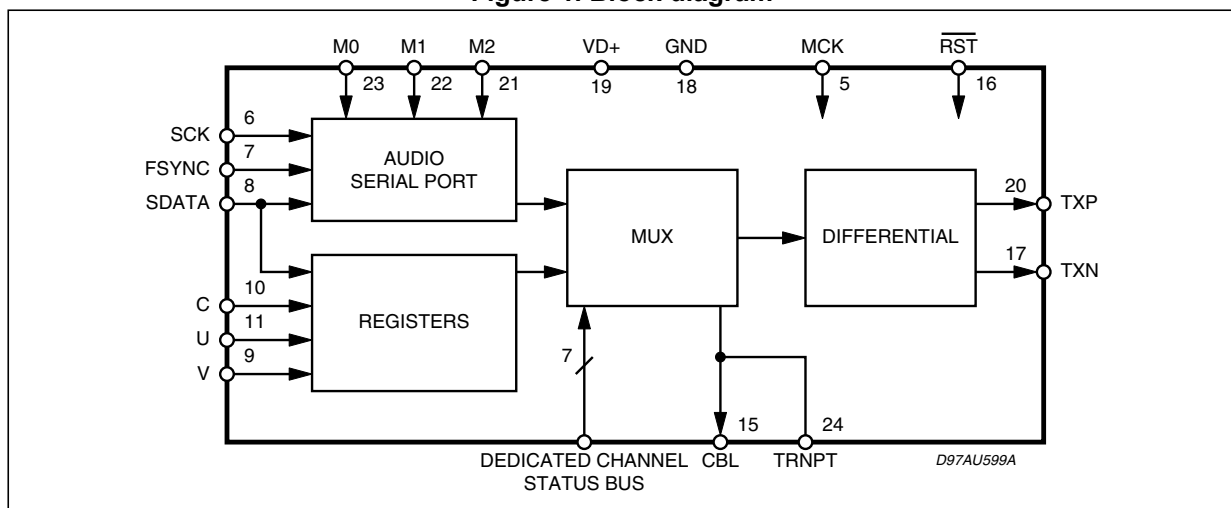 Figure Block diagram
M0 M1 M2 VD+ GND MCK RST
23 22 21 19 18 5 16
SCK 6
FSYNC 7
SDATA 8
AUDIO
SERIAL PORT
MUX
DIFFERENTIAL
20 TXP
17 TXN
C 10
U 11
V 9
REGISTERS
7
15 24
DEDICATED CHANNEL CBL TRNPT
STATUS BUS
D97AU599A